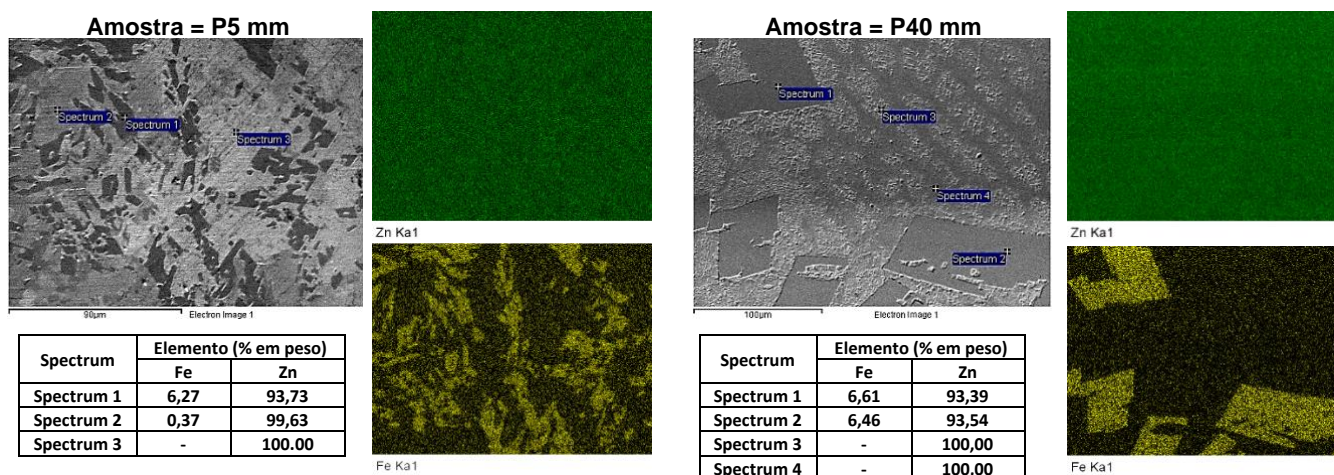 Amostra = P5 mm
Spectrum 2
Spectrum 1
Spectrum 3
90µm
Electron Image 1
Zn Ka1
Fe Ka1
Spectrum
Elemento (% em peso)
Fe Zn
Spectrum 1 6,27 93,73
Spectrum 2 0,37 99,63
Spectrum 3 - 100.00
Amostra = P40 mm
Spectrum 1
Spectrum 3
Spectrum 4
Spectrum 2
100µm
Electron Image 1
Zn Ka1
Fe Ka1
Spectrum
Elemento (% em peso)
Fe Zn
Spectrum 1 6,61 93,39
Spectrum 2 6,46 93,54
Spectrum 3 - 100,00
Spectrum 4 - 100.00